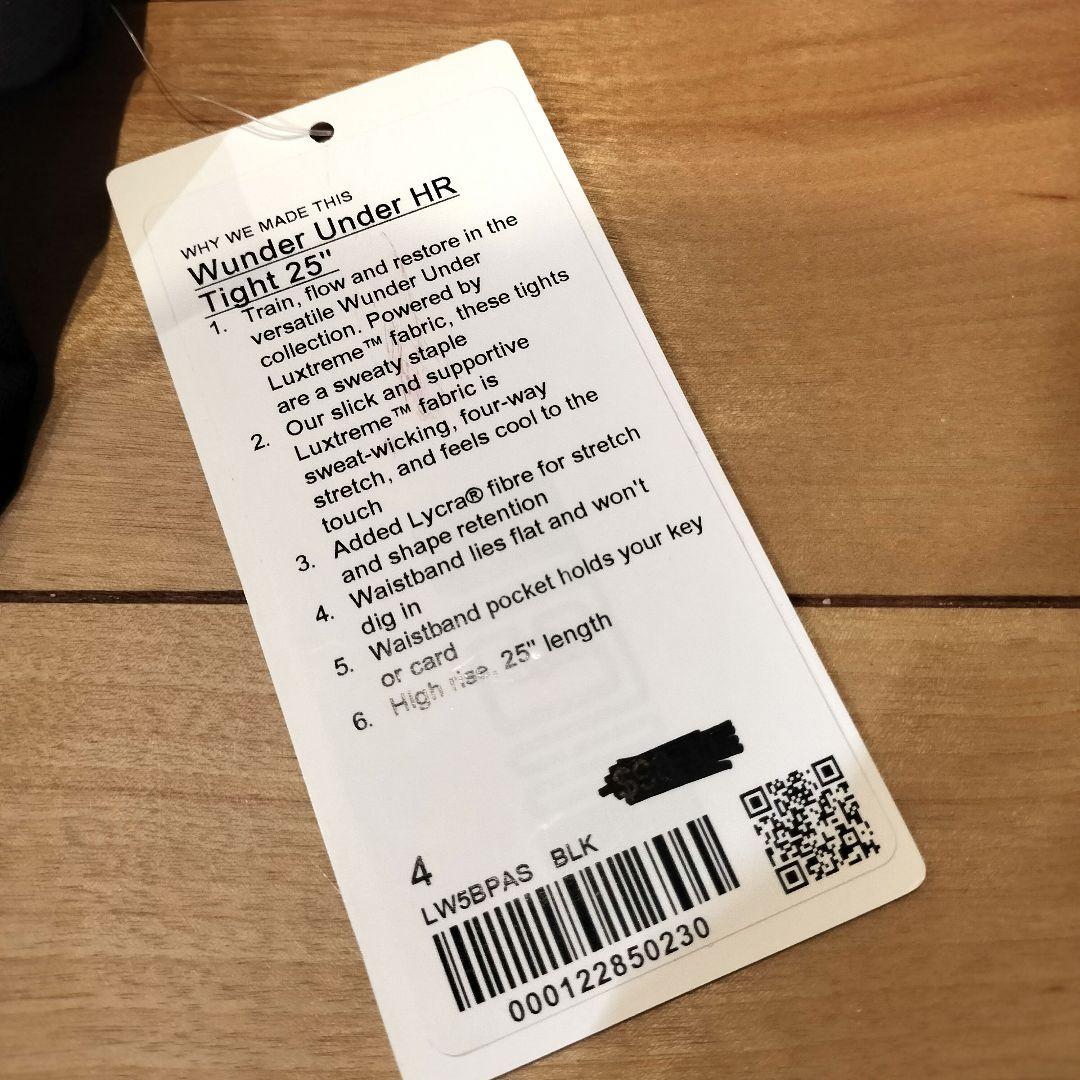 WHY WE MADE THIS
Wunder Under HR
Tight 25"
1. Train, flow and restore in the
versatile Wunder Under
collection. Powered by
Luxtreme™ fabric, these tights
are a sweaty staple
2. Our slick and supportive
Luxtreme™ fabric is
sweat-wicking, four-way
stretch, and feels cool to the
touch
3. Added Lycra® fibre for stretch
and shape retention
4. Waistband lies flat and won't
dig in
5. Waistband pocket holds your key
or card
6. High rise, 25" length
4
LW5BPAS BLK
000122850230